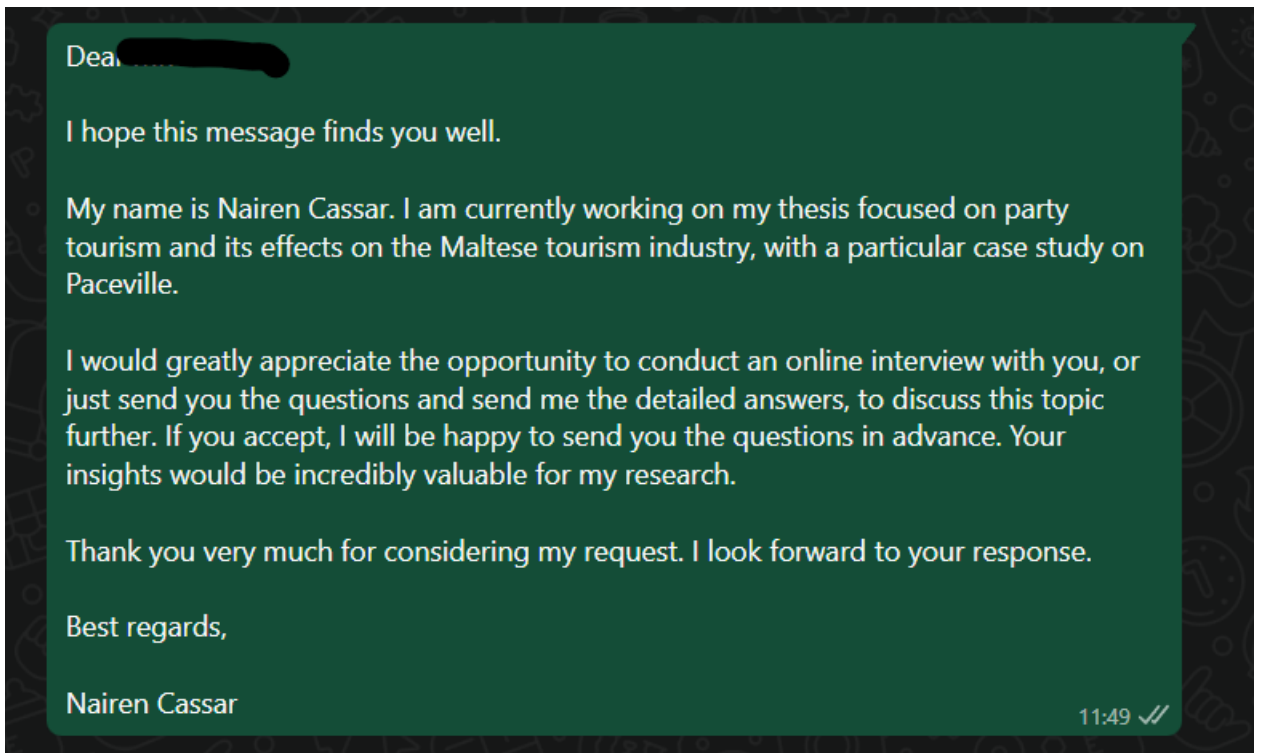 Dear
I hope this message finds you well.
My name is Nairen Cassar. I am currently working on my thesis focused on party
tourism and its effects on the Maltese tourism industry, with a particular case study on
Paceville.
I would greatly appreciate the opportunity to conduct an online interview with you, or
just send you the questions and send me the detailed answers, to discuss this topic
further. If you accept, I will be happy to send you the questions in advance. Your
insights would be incredibly valuable for my research.
Thank you very much for considering my request. I look forward to your response.
Best regards,
Nairen Cassar
11:49